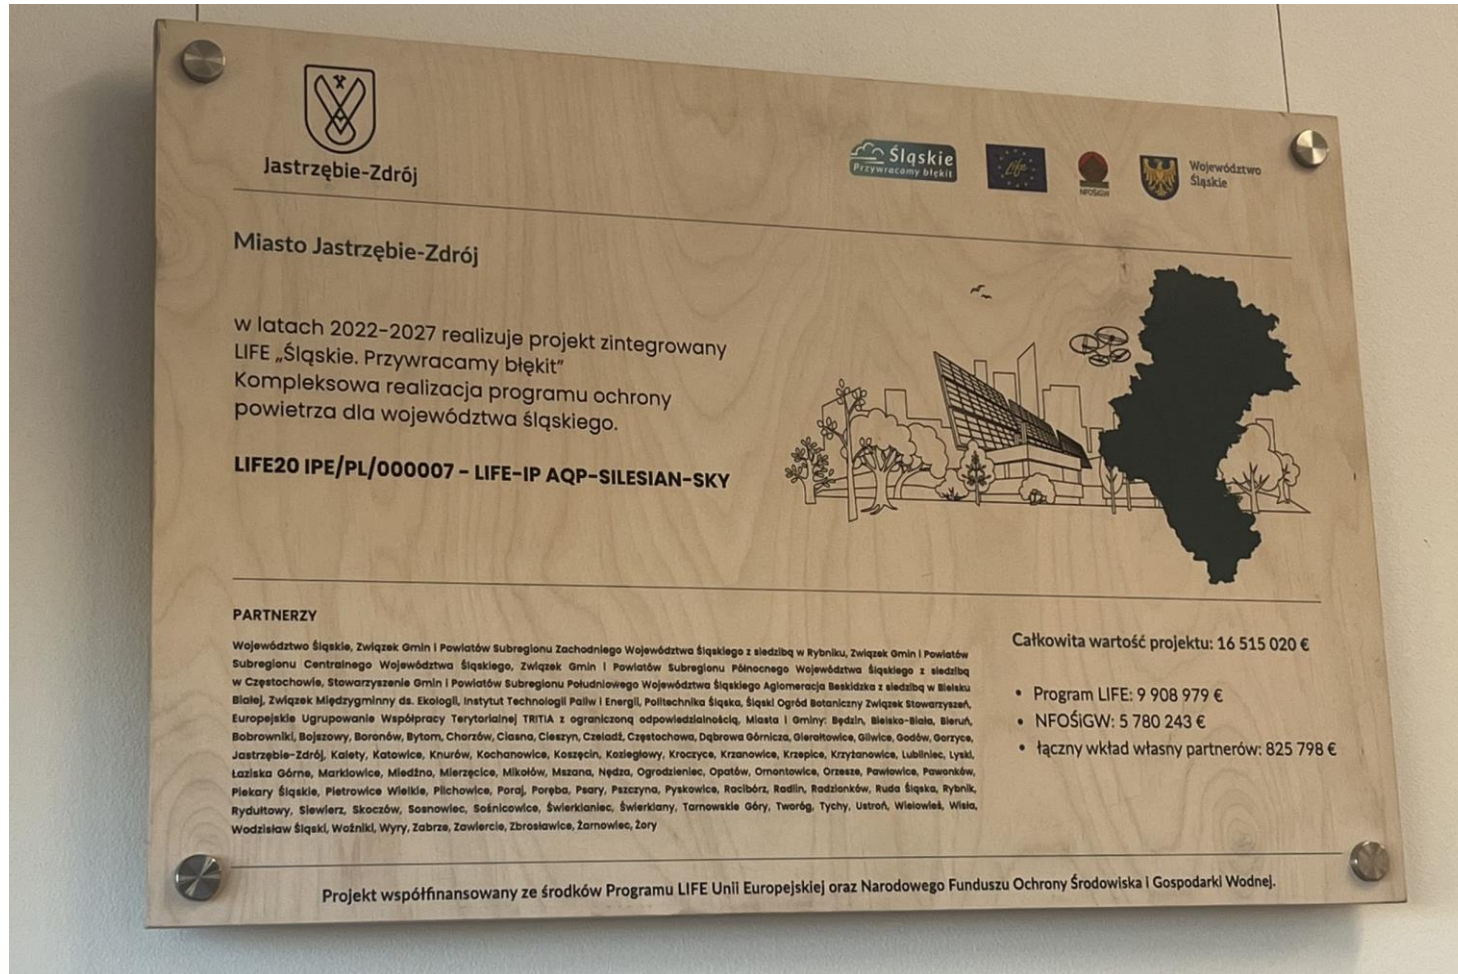 Jastrzębie-Zdrój
Śląskie
Przywracamy błękit
Life
NFOŚiGW
Województwo
Śląskie
Miasto Jastrzębie-Zdrój
w latach 2022-2027 realizuje projekt zintegrowany
LIFE „Śląskie. Przywracamy błękit”
Kompleksowa realizacja programu ochrony
powietrza dla województwa śląskiego.
LIFE20 IPE/PL/000007 – LIFE-IP AQP-SILESIAN-SKY
PARTNERZY
Województwo Śląskie, Związek Gmin i Powiatów Subregionu Zachodniego Województwa Śląskiego z siedzibą w Rybniku, Związek Gmin i Powiatów
Subregionu Centralnego Województwa Śląskiego, Związek Gmin i Powiatów Subregionu Północnego Województwa Śląskiego z siedzibą
w Częstochowie, Stowarzyszenie Gmin i Powiatów Subregionu Południowego Województwa Śląskiego Aglomeracja Beskidzka z siedzibą w Bielsku
Białej, Związek Międzygminny ds. Ekologii, Instytut Technologii Paliw i Energii, Politechnika Śląska, Śląski Ogród Botaniczny Związek Stowarzyszeń,
Europejskie Ugrupowanie Współpracy Terytorialnej TRITIA z ograniczoną odpowiedzialnością, Miasta i Gminy: Będzin, Bielsko-Biała, Bieruń,
Bobrowniki, Bojszowy, Boronów, Bytom, Chorzów, Ciasna, Cieszyn, Czeladź, Częstochowa, Dąbrowa Górnicza, Gierałtowice, Gliwice, Godów, Gorzyce,
Jastrzębie-Zdrój, Kalety, Katowice, Knurów, Kochanowice, Koszęcin, Koziegłowy, Kroczyce, Krzanowice, Krzepice, Krzyżanowice, Lubliniec, Lyski,
Łaziska Górne, Marklowice, Miedźno, Mierzęcice, Mikołów, Mszana, Nędza, Ogrodzieniec, Opatów, Ornontowice, Orzesze, Pawłowice, Pawonków,
Piekary Śląskie, Pietrowice Wielkie, Pilchowice, Poraj, Poręba, Psary, Pszczyna, Pyskowice, Racibórz, Radlin, Radzionków, Ruda Śląska, Rybnik,
Rydułtowy, Siewierz, Skoczów, Sosnowiec, Sośnicowice, Świerklaniec, Świerklany, Tarnowskie Góry, Tworóg, Tychy, Ustroń, Wielowieś, Wisła,
Wodzisław Śląski, Woźniki, Wyry, Zabrze, Zawiercie, Zbrosławice, Żarnowiec, Żory
Całkowita wartość projektu: 16 515 020 €
• Program LIFE: 9 908 979 €
• NFOŚiGW: 5 780 243 €
• łączny wkład własny partnerów: 825 798 €
Projekt współfinansowany ze środków Programu LIFE Unii Europejskiej oraz Narodowego Funduszu Ochrony Środowiska i Gospodarki Wodnej.